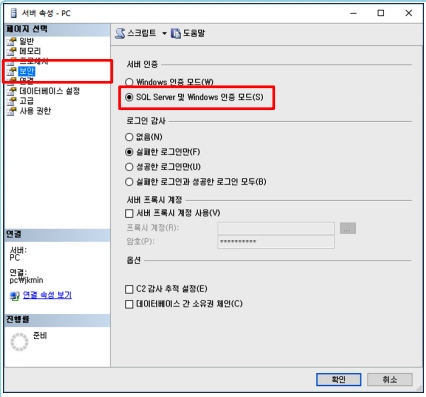 서버 속성 - PC
페이지 선택
일반
메모리
프로세서
보안
연결
데이터베이스 설정
고급
사용 권한
스크립트 도움말
서버 인증
Windows 인증 모드(W)
SQL Server 및 Windows 인증 모드(S)
로그인 감사
없음(N)
실패한 로그인만(F)
성공한 로그인만(U)
실패한 로그인과 성공한 로그인 모두(B)
서버 프록시 계정
서버 프록시 계정 사용(V)
프록시 계정(R):
...
암호(P):
**********
옵션
C2 감사 추적 설정(E)
데이터베이스 간 소유권 체인(C)
연결
서버:
PC
연결:
pc\jkmin
연결 속성 보기
진행률
준비
확인 취소